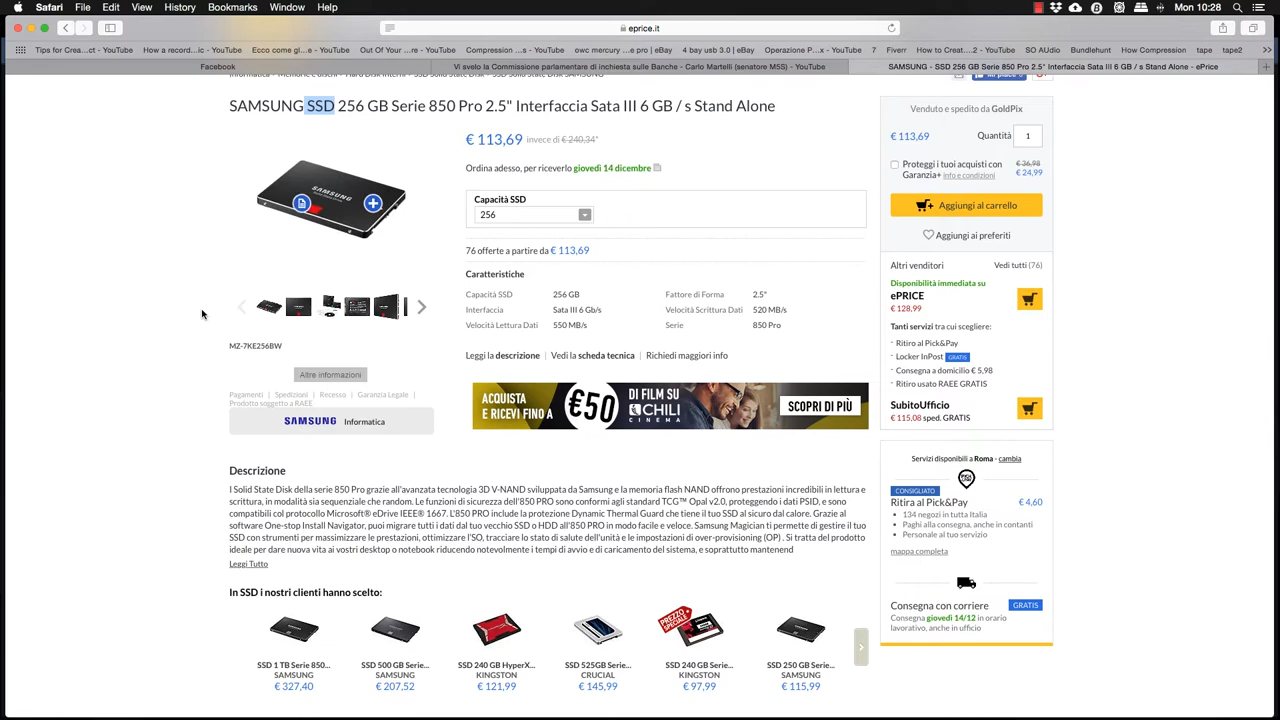 Safari File Edit View History Bookmarks Window Help
Mon 10:28
eprice.it
Tips for Crea...ct - YouTube How a record...ic - YouTube Ecco come gl...e - YouTube Out Of Your ...re - YouTube Compression ...s - YouTube owc mercury ...e pro | eBay 4 bay usb 3.0 | eBay Operazione P...x - YouTube 7 Fiverr How to Creat....2 - YouTube SO AUdio Bundlehunt How Compression tape tape2
Facebook
Vi svelo la Commissione parlamentare di inchiesta sulle Banche - Carlo Martelli (senatore M5S) - YouTube
SAMSUNG - SSD 256 GB Serie 850 Pro 2.5" Interfaccia Sata III 6 GB / s Stand Alone - ePrice
SAMSUNG SSD 256 GB Serie 850 Pro 2.5" Interfaccia Sata III 6 GB / s Stand Alone
€ 113,69 invece di € 240,34*
Ordina adesso, per riceverlo giovedì 14 dicembre
Capacità SSD
256
76 offerte a partire da € 113,69
Caratteristiche
Capacità SSD 256 GB Fattore di Forma 2.5"
Interfaccia Sata III 6 Gb/s Velocità Scrittura Dati 520 MB/s
Velocità Lettura Dati 550 MB/s Serie 850 Pro
Leggi la descrizione | Vedi la scheda tecnica | Richiedi maggiori info
SAMSUNG
MZ-7KE256BW
Altre informazioni
Pagamenti | Spedizioni | Recesso | Garanzia Legale |
Prodotto soggetto a RAEE
SAMSUNG Informatica
ACQUISTA
E RICEVI FINO A
€50
DI FILM SU
CHILI
CINEMA
SCOPRI DI PIÙ
Descrizione
I Solid State Disk della serie 850 Pro grazie all'avanzata tecnologia 3D V-NAND sviluppata da Samsung e la memoria flash NAND offrono prestazioni incredibili in lettura e
scrittura, in modalità sia sequenziale che random. Le funzioni di sicurezza dell'850 PRO sono conformi agli standard TCG™ Opal v2.0, proteggendo i dati PSID, e sono
compatibili col protocollo Microsoft® eDrive IEEE® 1667. L'850 PRO include la protezione Dynamic Thermal Guard che tiene il tuo SSD al sicuro dal calore. Grazie al
software One-stop Install Navigator, puoi migrare tutti i dati dal tuo vecchio SSD o HDD all'850 PRO in modo facile e veloce. Samsung Magician ti permette di gestire il tuo
SSD con strumenti per massimizzare le prestazioni, ottimizzare l'SO, tracciare lo stato di salute dell'unità e le impostazioni di over-provisioning (OP) . Si tratta del prodotto
ideale per dare nuova vita ai vostri desktop o notebook riducendo notevolmente i tempi di avvio e di caricamento del sistema, e soprattutto mantenend
Leggi Tutto
In SSD i nostri clienti hanno scelto:
PREZZO
SPECIALE
SSD 1 TB Serie 850... SSD 500 GB Serie... SSD 240 GB HyperX... SSD 525GB Serie... SSD 240 GB Serie... SSD 250 GB Serie...
SAMSUNG SAMSUNG KINGSTON CRUCIAL KINGSTON SAMSUNG
€ 327,40 € 207,52 € 121,99 € 145,99 € 97,99 € 115,99
Venduto e spedito da GoldPix
€ 113,69 Quantità 1
Proteggi i tuoi acquisti con € 36,98
Garanzia+ info e condizioni € 24,99
Aggiungi al carrello
Aggiungi ai preferiti
Altri venditori Vedi tutti (76)
Disponibilità immediata su
ePRICE
€ 128,99
Tanti servizi tra cui scegliere:
- Ritiro al Pick&Pay
- Locker InPost GRATIS
- Consegna a domicilio € 5,98
- Ritiro usato RAEE GRATIS
SubitoUfficio
€ 115,08 sped. GRATIS
Servizi disponibili a Roma - cambia
CONSIGLIATO
Ritira al Pick&Pay € 4,60
• 134 negozi in tutta Italia
• Paghi alla consegna, anche in contanti
• Personale al tuo servizio
mappa completa
Consegna con corriere GRATIS
Consegna giovedì 14/12 in orario
lavorativo, anche in ufficio